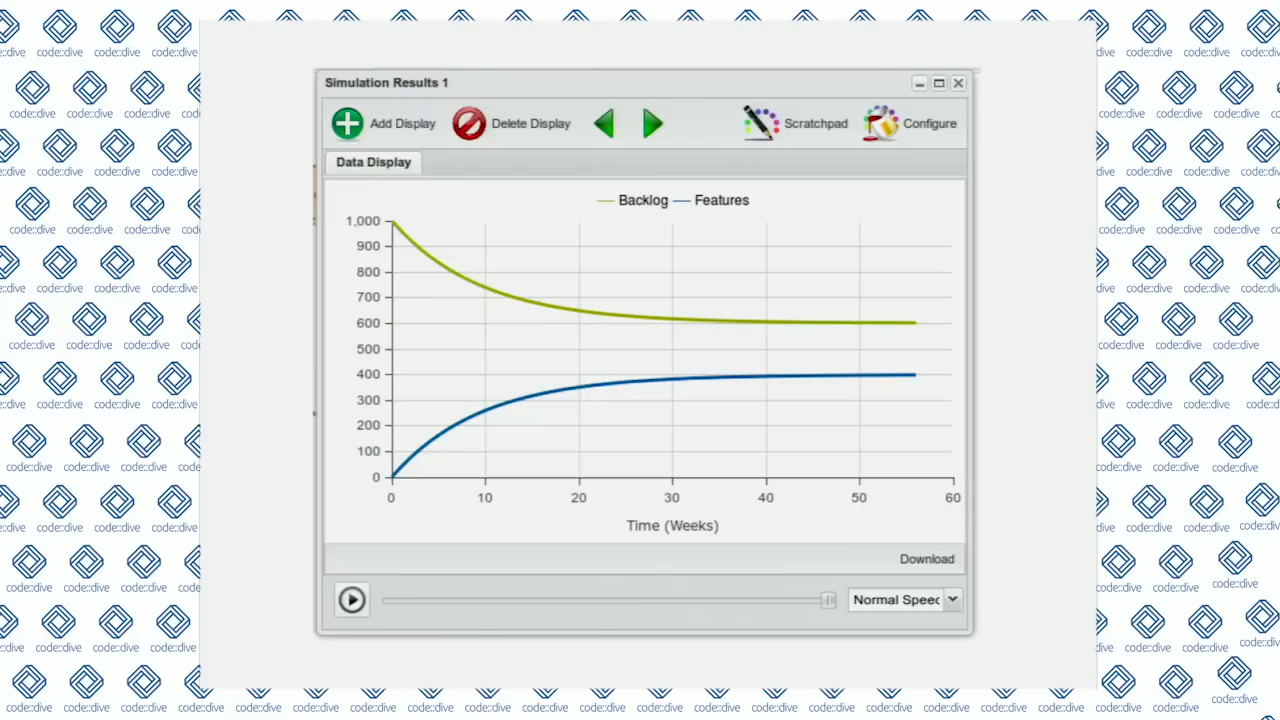 Simulation Results 1
Add Display Delete Display Scratchpad Configure
Data Display
Backlog Features
1,000
900
800
700
600
500
400
300
200
100
0
0 10 20 30 40 50 60
Time (Weeks)
Download
Normal Speec
code::dive